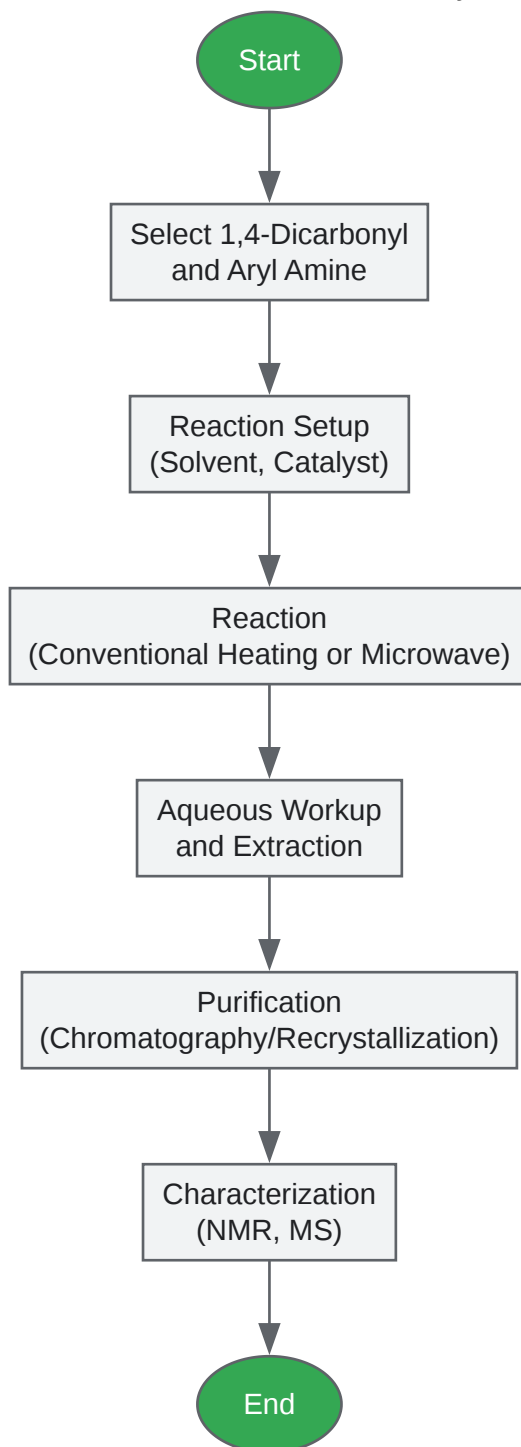 Start
Select 1,4-Dicarbonyl
and Aryl Amine
Reaction Setup
(Solvent, Catalyst)
Reaction
(Conventional Heating or Microwave)
Aqueous Workup
and Extraction
Purification
(Chromatography/Recrystallization)
Characterization
(NMR, MS)
End